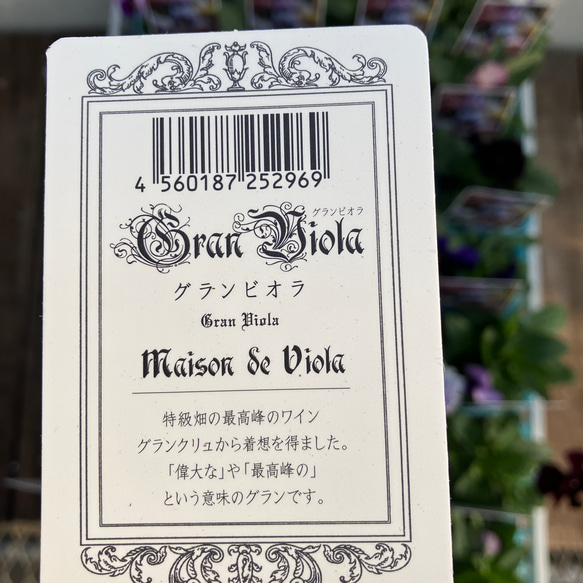 4 560187 252969
グランビオラ
Gran Viola
グランビオラ
Gran Viola
Maison de Viola
特級畑の最高峰のワイン
グランクリュから着想を得ました。
「偉大な」や「最高峰の」
という意味のグランです。